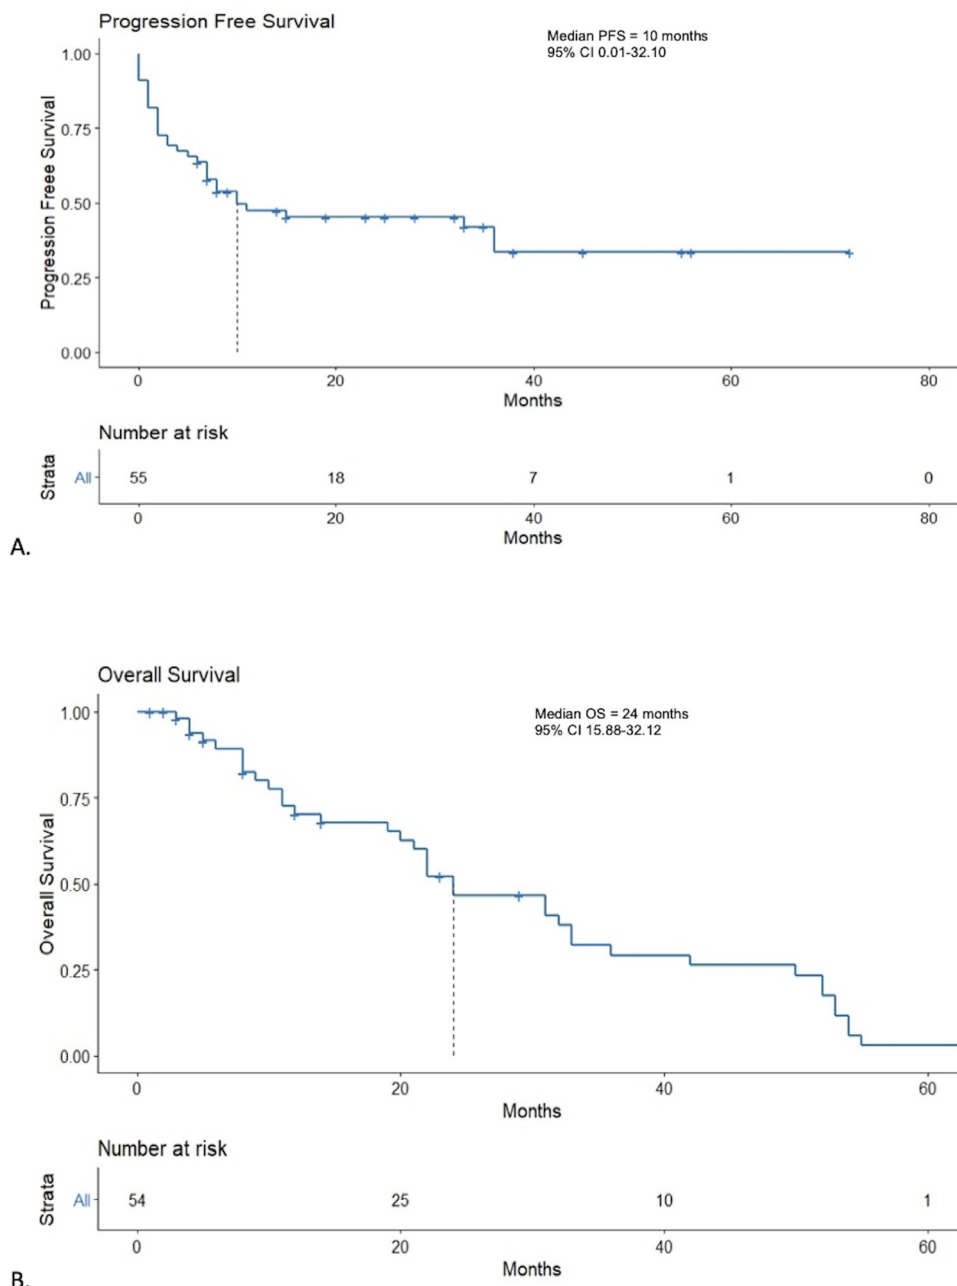 Progression Free Survival
Median PFS = 10 months
95% CI 0.01-32.10
Progression Freee Survival
1.00
0.75
0.50
0.25
0.00
0 20 40 60 80
Months
Number at risk
Strata
All 55 18 7 1 0
0 20 40 60 80
Months
A.
Overall Survival
Median OS = 24 months
95% CI 15.88-32.12
Overall Survival
1.00
0.75
0.50
0.25
0.00
0 20 40 60
Months
Number at risk
Strata
All 54 25 10 1
0 20 40 60
Months
B.